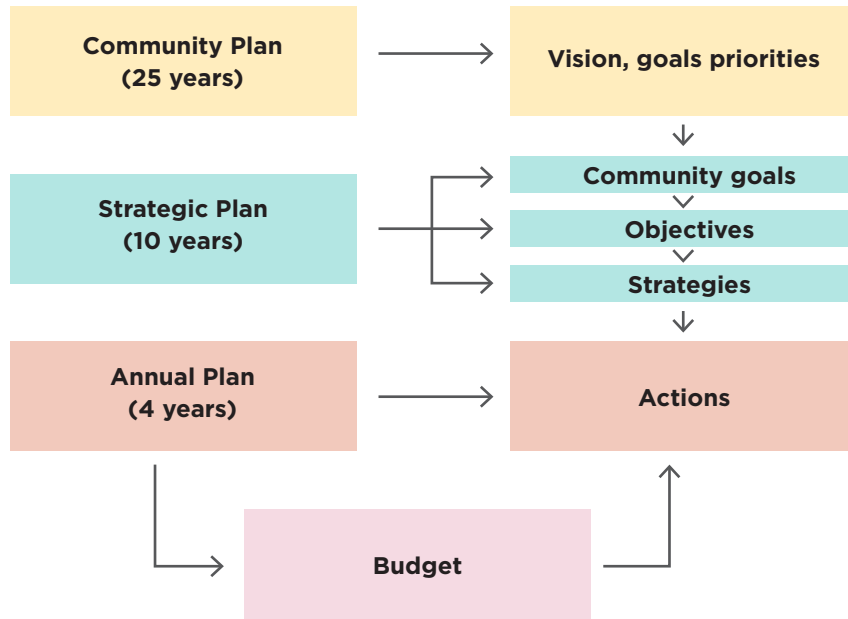 Community Plan
(25 years)
Vision, goals priorities
Community goals
Strategic Plan
(10 years)
Objectives
Strategies
Annual Plan
(4 years)
Actions
Budget